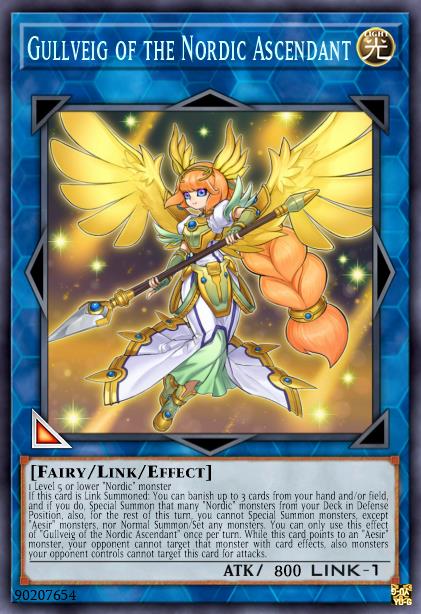 Gullveig of the Nordic Ascendant
LIGHT
光
[Fairy/Link/Effect]
1 Level 5 or lower "Nordic" monster
If this card is Link Summoned: You can banish up to 3 cards from your hand and/or field,
and if you do, Special Summon that many "Nordic" monsters from your Deck in Defense
Position, also, for the rest of this turn, you cannot Special Summon monsters, except
"Aesir" monsters, nor Normal Summon/Set any monsters. You can only use this effect
of "Gullveig of the Nordic Ascendant" once per turn. While this card points to an "Aesir"
monster, your opponent cannot target that monster with card effects, also monsters
your opponent controls cannot target this card for attacks.
ATK/ 800 LINK-1
90207654